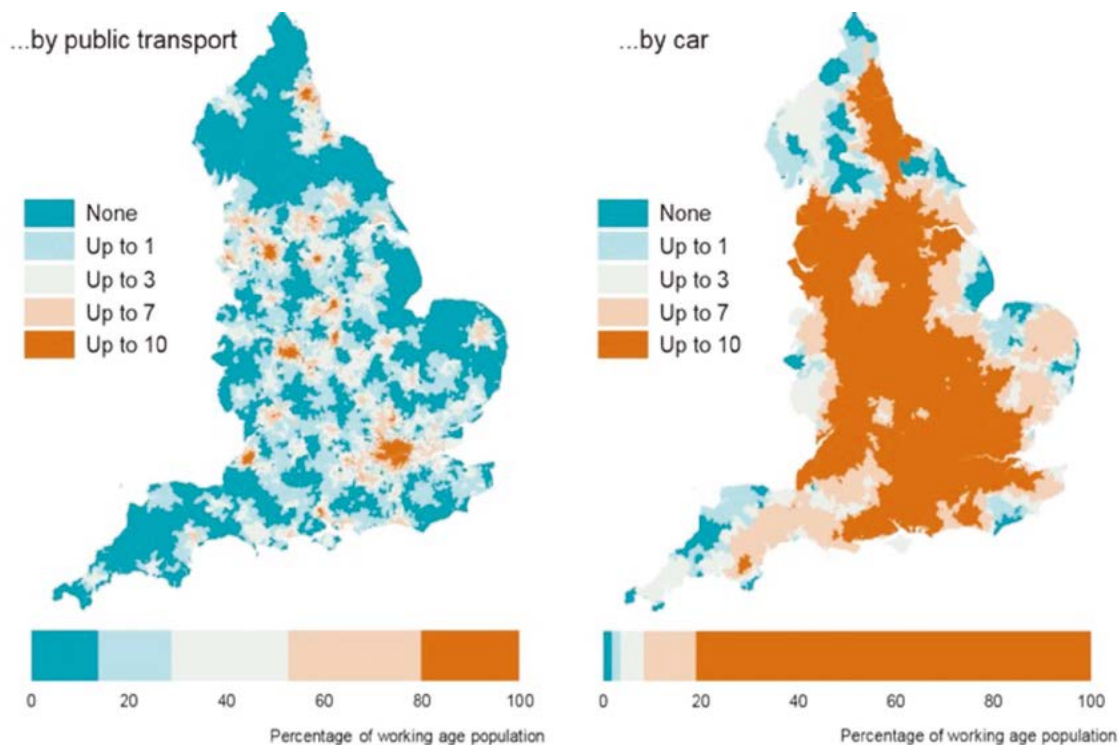 ...by public transport
None
Up to 1
Up to 3
Up to 7
Up to 10
0 20 40 60 80 100
Percentage of working age population
...by car
None
Up to 1
Up to 3
Up to 7
Up to 10
0 20 40 60 80 100
Percentage of working age population